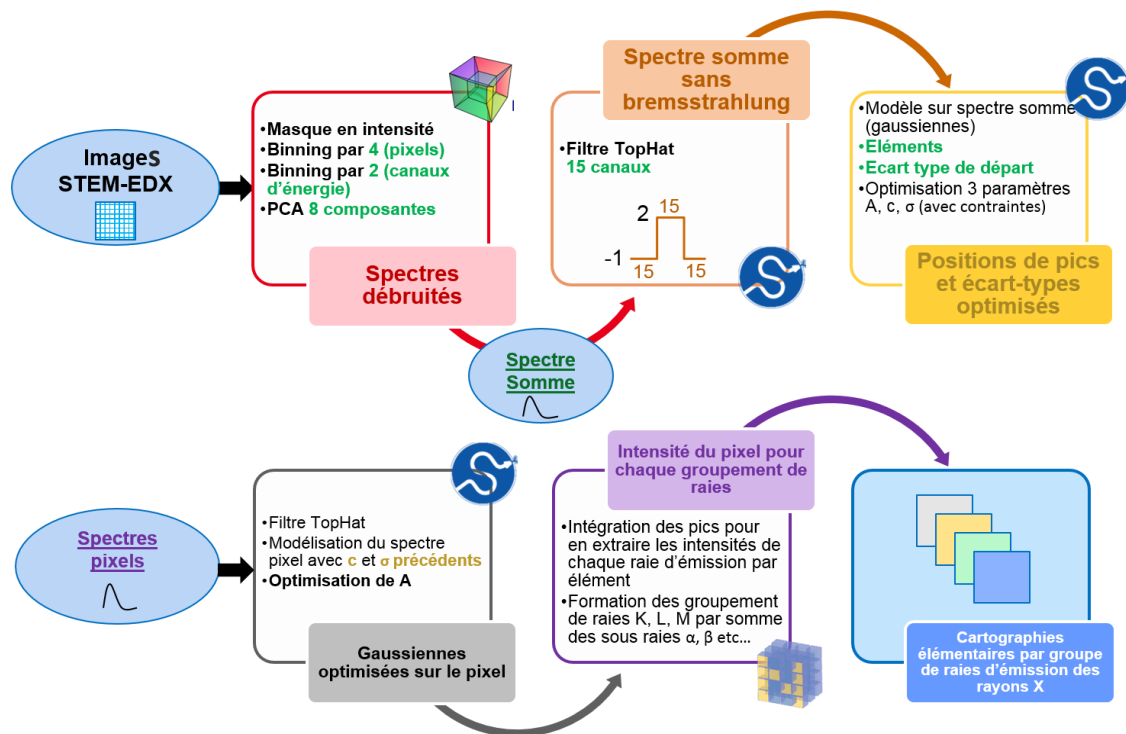 ImageS
STEM-EDX
•Masque en intensité
•Binning par 4 (pixels)
•Binning par 2 (canaux
d'énergie)
•PCA 8 composantes
Spectres
débruités
Spectre
Somme
Spectre somme
sans
bremsstrahlung
•Filtre TopHat
15 canaux
15
2
-1
15
15
•Modèle sur spectre somme
(gaussiennes)
•Eléments
•Ecart type de départ
•Optimisation 3 paramètres
A, c, σ (avec contraintes)
Positions de pics
et écart-types
optimisés
Spectres
pixels
•Filtre TopHat
•Modélisation du spectre
pixel avec c et σ précédents
•Optimisation de A
Gaussiennes
optimisées sur le pixel
Intensité du pixel pour
chaque groupement de
raies
•Intégration des pics pour
en extraire les intensités de
chaque raie d'émission par
élément
•Formation des groupement
de raies K, L, M par somme
des sous raies α, β etc...
Cartographies
élémentaires par groupe
de raies d'émission des
rayons X